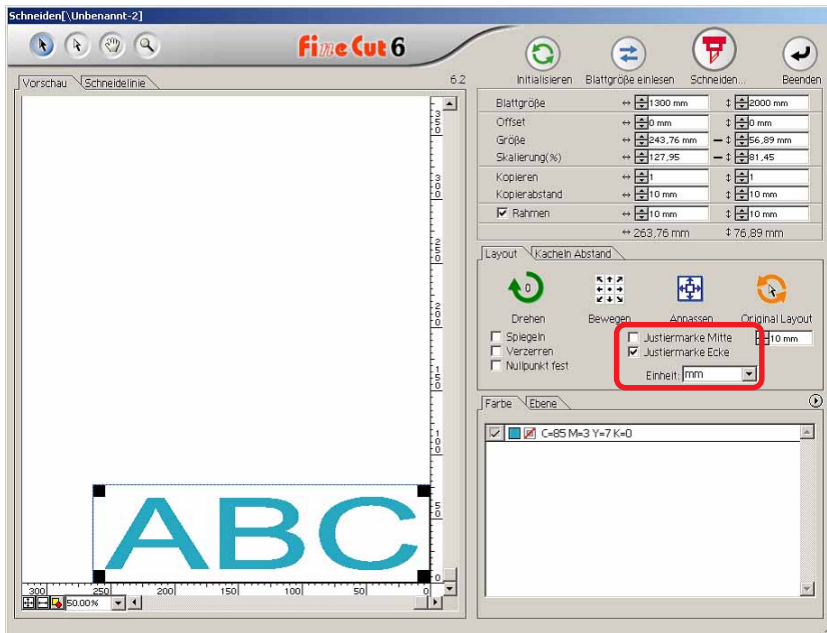 Schneiden[\Unbenannt-2]
Fine Cut 6
6.2
Initialisieren Blattgröße einlesen Schneiden... Beenden
Vorschau Schneidelinie
Blattgröße 1300 mm 2000 mm
Offset 0 mm 0 mm
Größe 243,76 mm 56,89 mm
Skalierung(%) 127,95 81,45
Kopieren 1 1
Kopierabstand 10 mm 10 mm
Rahmen 10 mm 10 mm
263,76 mm 76,89 mm
Layout Kacheln Abstand
0
Drehen Bewegen Anpassen Original Layout
Spiegeln Justiermarke Mitte 10 mm
Verzerren Justiermarke Ecke
Nullpunkt fest
Einheit: mm
Farbe Ebene
C=85 M=3 Y=7 K=0
350
300
250
200
150
100
50
0
ABC
300 250 200 150 100 50 0
50.00%